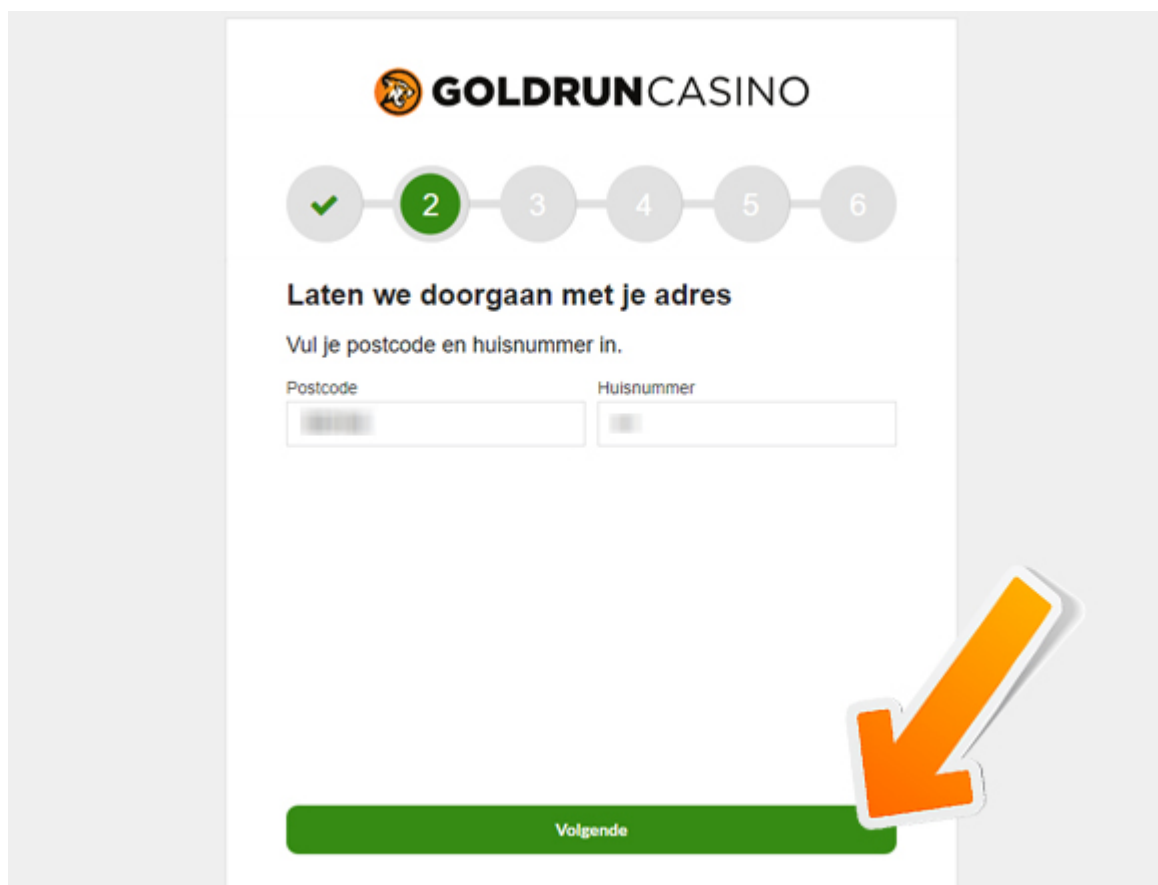 GOLDRUNCASINO
2 3 4 5 6
Laten we doorgaan met je adres
Vul je postcode en huisnummer in.
Postcode Huisnummer
Volgende